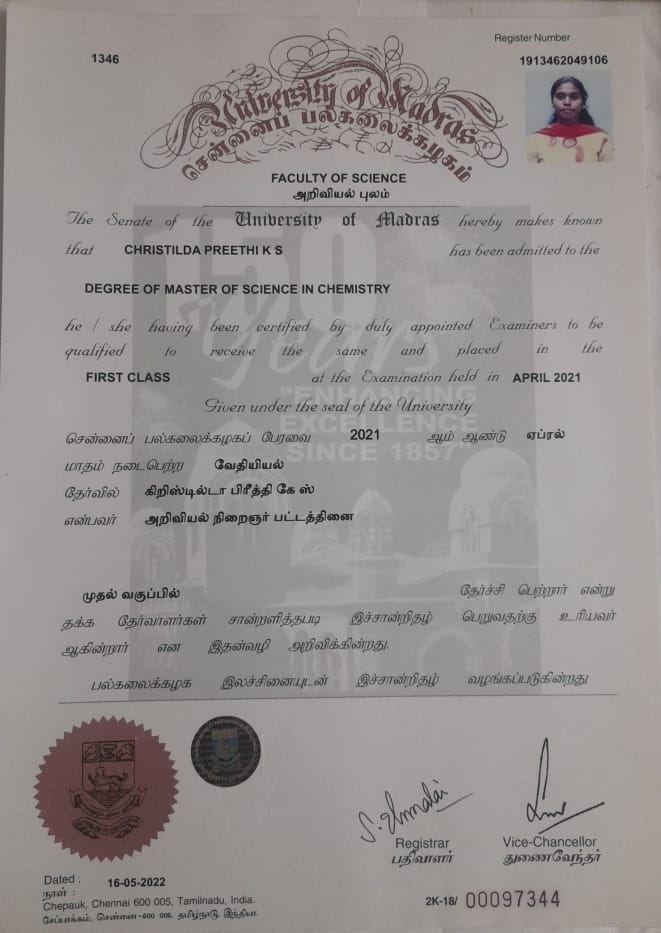 Register Number
1346
1913462049106
University of Madras
சென்னைப் பல்கலைக்கழகம்
FACULTY OF SCIENCE
அறிவியல் புலம்
The Senate of the University of Madras hereby makes known
that CHRISTILDA PREETHI K S has been admitted to the
DEGREE OF MASTER OF SCIENCE IN CHEMISTRY
he / she having been certified by duly appointed Examiners to be
qualified to receive the same and placed in the
FIRST CLASS at the Examination held in APRIL 2021
Given under the seal of the University
150
Years
"ENHANCING
EXCELLENCE
SINCE 1857"
சென்னைப் பல்கலைக்கழகப் பேரவை 2021 ஆம் ஆண்டு ஏப்ரல்
மாதம் நடைபெற்ற வேதியியல்
தேர்வில் கிறிஸ்டில்டா பிரீத்தி கே ஸ்
என்பவர் அறிவியல் நிறைஞர் பட்டத்தினை
முதல் வகுப்பில் தேர்ச்சி பெற்றார் என்று
தக்க தேர்வாளர்கள் சான்றளித்தபடி இச்சான்றிதழ் பெறுவதற்கு உரியவர்
ஆகின்றார் என இதன்வழி அறிவிக்கின்றது.
பல்கலைக்கழக இலச்சினையுடன் இச்சான்றிதழ் வழங்கப்படுகின்றது
Registrar
பதிவாளர்
Vice-Chancellor
துணைவேந்தர்
Dated : 16-05-2022
நாள் :
Chepauk, Chennai 600 005, Tamilnadu, India.
சேப்பாக்கம், சென்னை-600 005, தமிழ்நாடு, இந்தியா.
2K-18/ 00097344